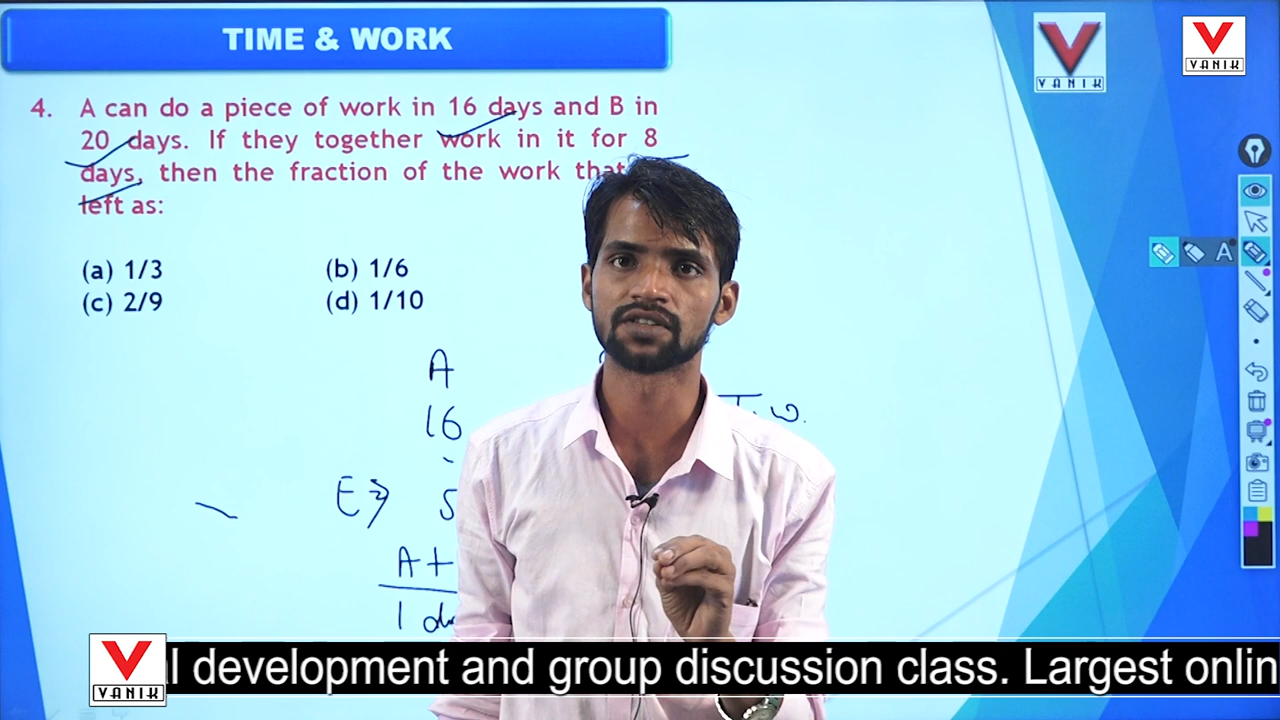 TIME & WORK
VANIK
VANIK
4. A can do a piece of work in 16 days and B in
20 days. If they together work in it for 8
days, then the fraction of the work that
left as:
(a) 1/3 (b) 1/6
(c) 2/9 (d) 1/10
A
A
16 T.w.
E⇒ 5
A+
1
VANIK
l development and group discussion class. Largest onlin